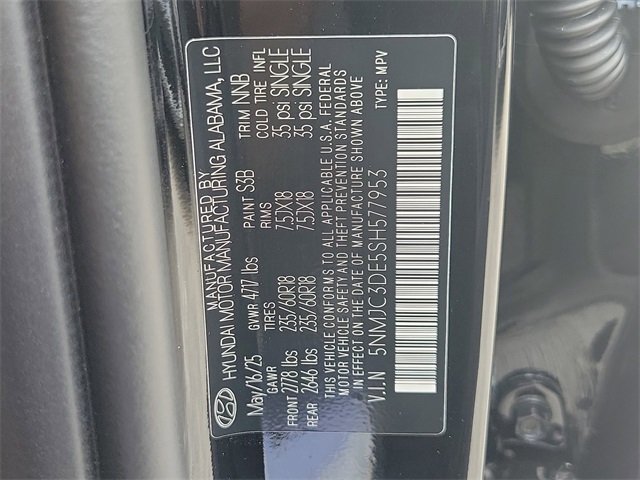 MANUFACTURED BY
HYUNDAI MOTOR MANUFACTURING ALABAMA, LLC
May/16/25 GVWR 4717 lbs PAINT S3B TRIM NNB
GAWR TIRES RIMS COLD TIRE INFL
FRONT 2778 lbs 235/60R18 7.5JX18 35 psi SINGLE
REAR 2646 lbs 235/60R18 7.5JX18 35 psi SINGLE
THIS VEHICLE CONFORMS TO ALL APPLICABLE U.S.A. FEDERAL
MOTOR VEHICLE SAFETY AND THEFT PREVENTION STANDARDS
IN EFFECT ON THE DATE OF MANUFACTURE SHOWN ABOVE
V.I.N 5NMJC3DE5SH577953 TYPE: MPV